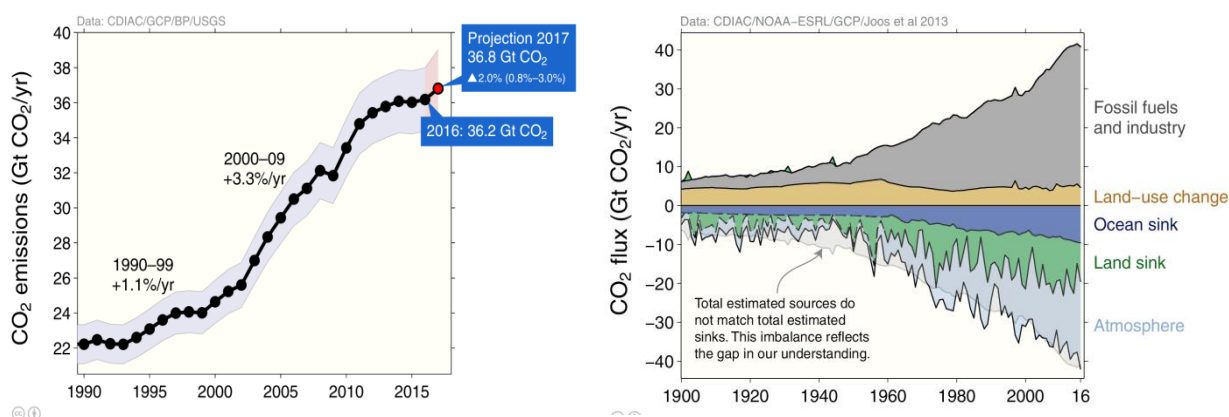 Data: CDIAC/GCP/BP/USGS
CO2 emissions (Gt CO2/yr)
40
38
36
34
32
30
28
26
24
22
1990
1995
2000
2005
2010
2015
Projection 2017
36.8 Gt CO2
▲2.0% (0.8%–3.0%)
2016: 36.2 Gt CO2
2000–09
+3.3%/yr
1990–99
+1.1%/yr
cc
Data: CDIAC/NOAA−ESRL/GCP/Joos et al 2013
CO2 flux (Gt CO2/yr)
40
30
20
10
0
−10
−20
−30
−40
1900
1920
1940
1960
1980
2000
16
Fossil fuels
and industry
Land−use change
Ocean sink
Land sink
Atmosphere
Total estimated sources do
not match total estimated
sinks. This imbalance reflects
the gap in our understanding.
cc